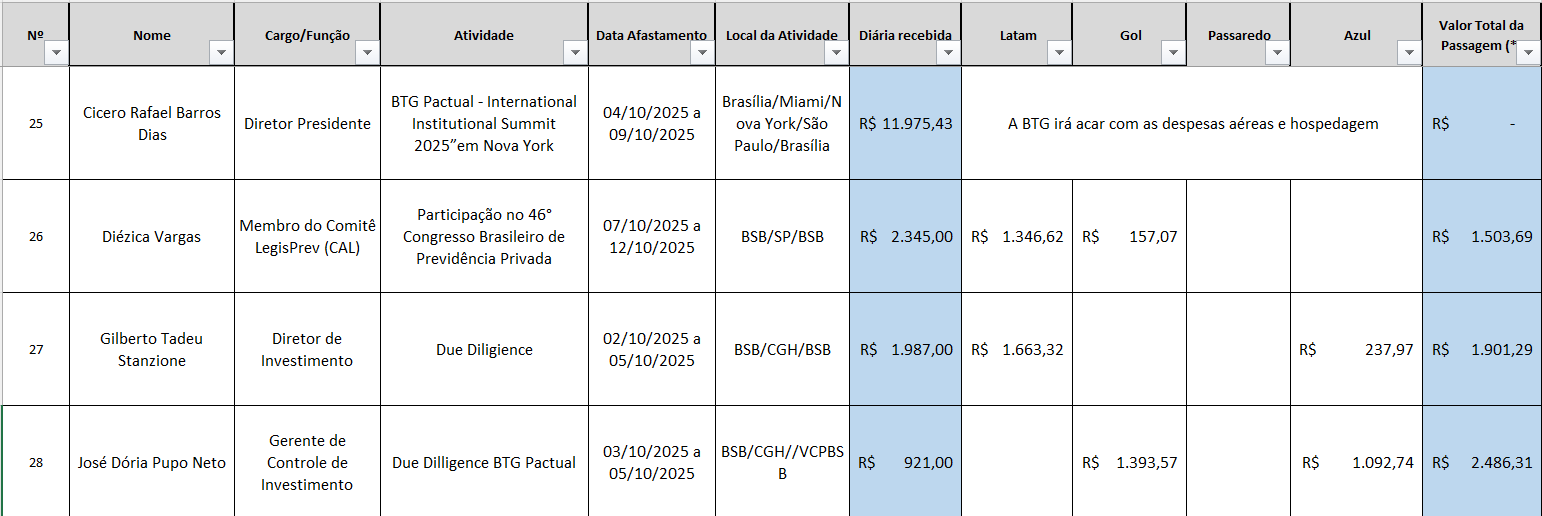 Nº Nome Cargo/Função Atividade Data Afastamento Local da Atividade Diária recebida Latam Gol Passaredo Azul Valor Total da
Passagem (*
25
Cicero Rafael Barros
Dias
Diretor Presidente
BTG Pactual - International
Institutional Summit
2025”em Nova York
04/10/2025 a
09/10/2025
Brasília/Miami/N
ova York/São
Paulo/Brasília
R$ 11.975,43
A BTG irá acar com as despesas aéreas e hospedagem
R$ -
26
Diézica Vargas
Membro do Comitê
LegisPrev (CAL)
Participação no 46°
Congresso Brasileiro de
Previdência Privada
07/10/2025 a
12/10/2025
BSB/SP/BSB
R$ 2.345,00
R$ 1.346,62
R$ 157,07
R$ 1.503,69
27
Gilberto Tadeu
Stanzione
Diretor de
Investimento
Due Diligience
02/10/2025 a
05/10/2025
BSB/CGH/BSB
R$ 1.987,00
R$ 1.663,32
R$ 237,97
R$ 1.901,29
28
José Dória Pupo Neto
Gerente de
Controle de
Investimento
Due Dilligence BTG Pactual
03/10/2025 a
05/10/2025
BSB/CGH//VCPBS
B
R$ 921,00
R$ 1.393,57
R$ 1.092,74
R$ 2.486,31